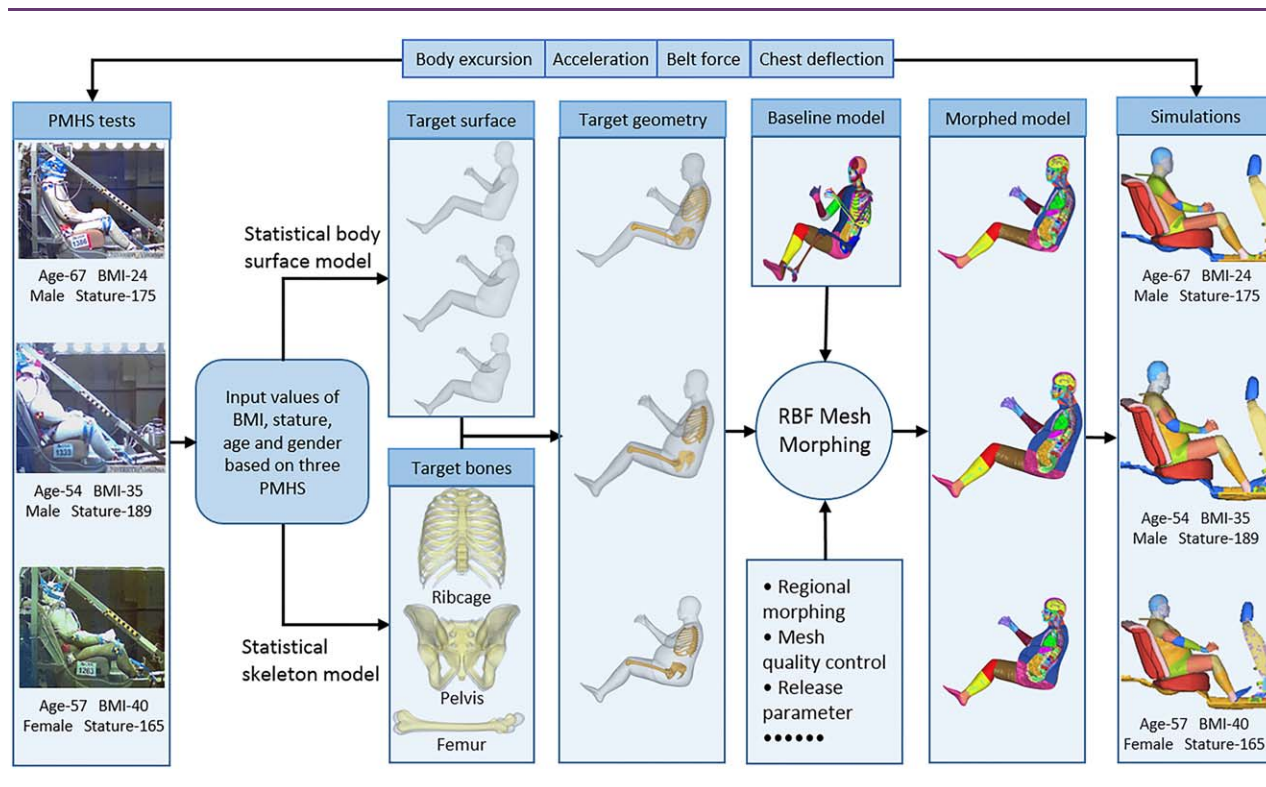 Body excursion Acceleration Belt force Chest deflection
PMHS tests
1386
Age-67 BMI-24
Male Stature-175
1335
Age-54 BMI-35
Male Stature-189
1263
Age-57 BMI-40
Female Stature-165
Statistical body
surface model
Input values of
BMI, stature,
age and gender
based on three
PMHS
Statistical
skeleton model
Target surface
Target bones
Ribcage
Pelvis
Femur
Target geometry
Baseline model
RBF Mesh
Morphing
• Regional
morphing
• Mesh
quality control
• Release
parameter
••••••
Morphed model
Simulations
Age-67 BMI-24
Male Stature-175
Age-54 BMI-35
Male Stature-189
Age-57 BMI-40
Female Stature-165